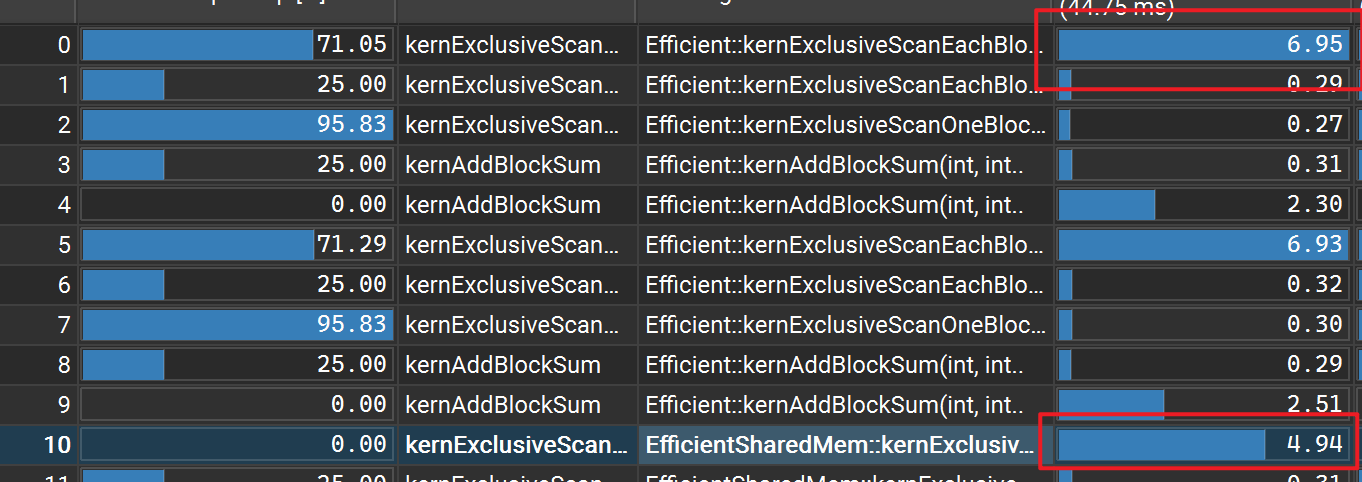 (44.75 ms)
0 71.05 kernExclusiveScan... Efficient::kernExclusiveScanEachBlo... 6.95
1 25.00 kernExclusiveScan... Efficient::kernExclusiveScanEachBlo... 0.29
2 95.83 kernExclusiveScan... Efficient::kernExclusiveScanOneBloc... 0.27
3 25.00 kernAddBlockSum Efficient::kernAddBlockSum(int, int.. 0.31
4 0.00 kernAddBlockSum Efficient::kernAddBlockSum(int, int.. 2.30
5 71.29 kernExclusiveScan... Efficient::kernExclusiveScanEachBlo... 6.93
6 25.00 kernExclusiveScan... Efficient::kernExclusiveScanEachBlo... 0.32
7 95.83 kernExclusiveScan... Efficient::kernExclusiveScanOneBloc... 0.30
8 25.00 kernAddBlockSum Efficient::kernAddBlockSum(int, int.. 0.29
9 0.00 kernAddBlockSum Efficient::kernAddBlockSum(int, int.. 2.51
10 0.00 kernExclusiveScan... EfficientSharedMem::kernExclusiv... 4.94
11 25.00 kernExclusiveScan... EfficientSharedMem::kernExclusive... 0.31